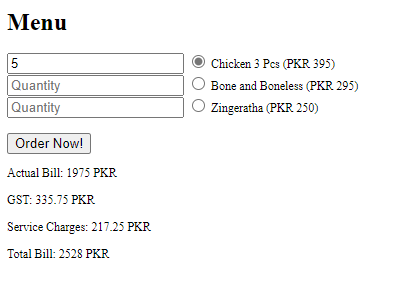 Menu
5 Chicken 3 Pcs (PKR 395)
Quantity Bone and Boneless (PKR 295)
Quantity Zingeratha (PKR 250)
Order Now!
Actual Bill: 1975 PKR
GST: 335.75 PKR
Service Charges: 217.25 PKR
Total Bill: 2528 PKR